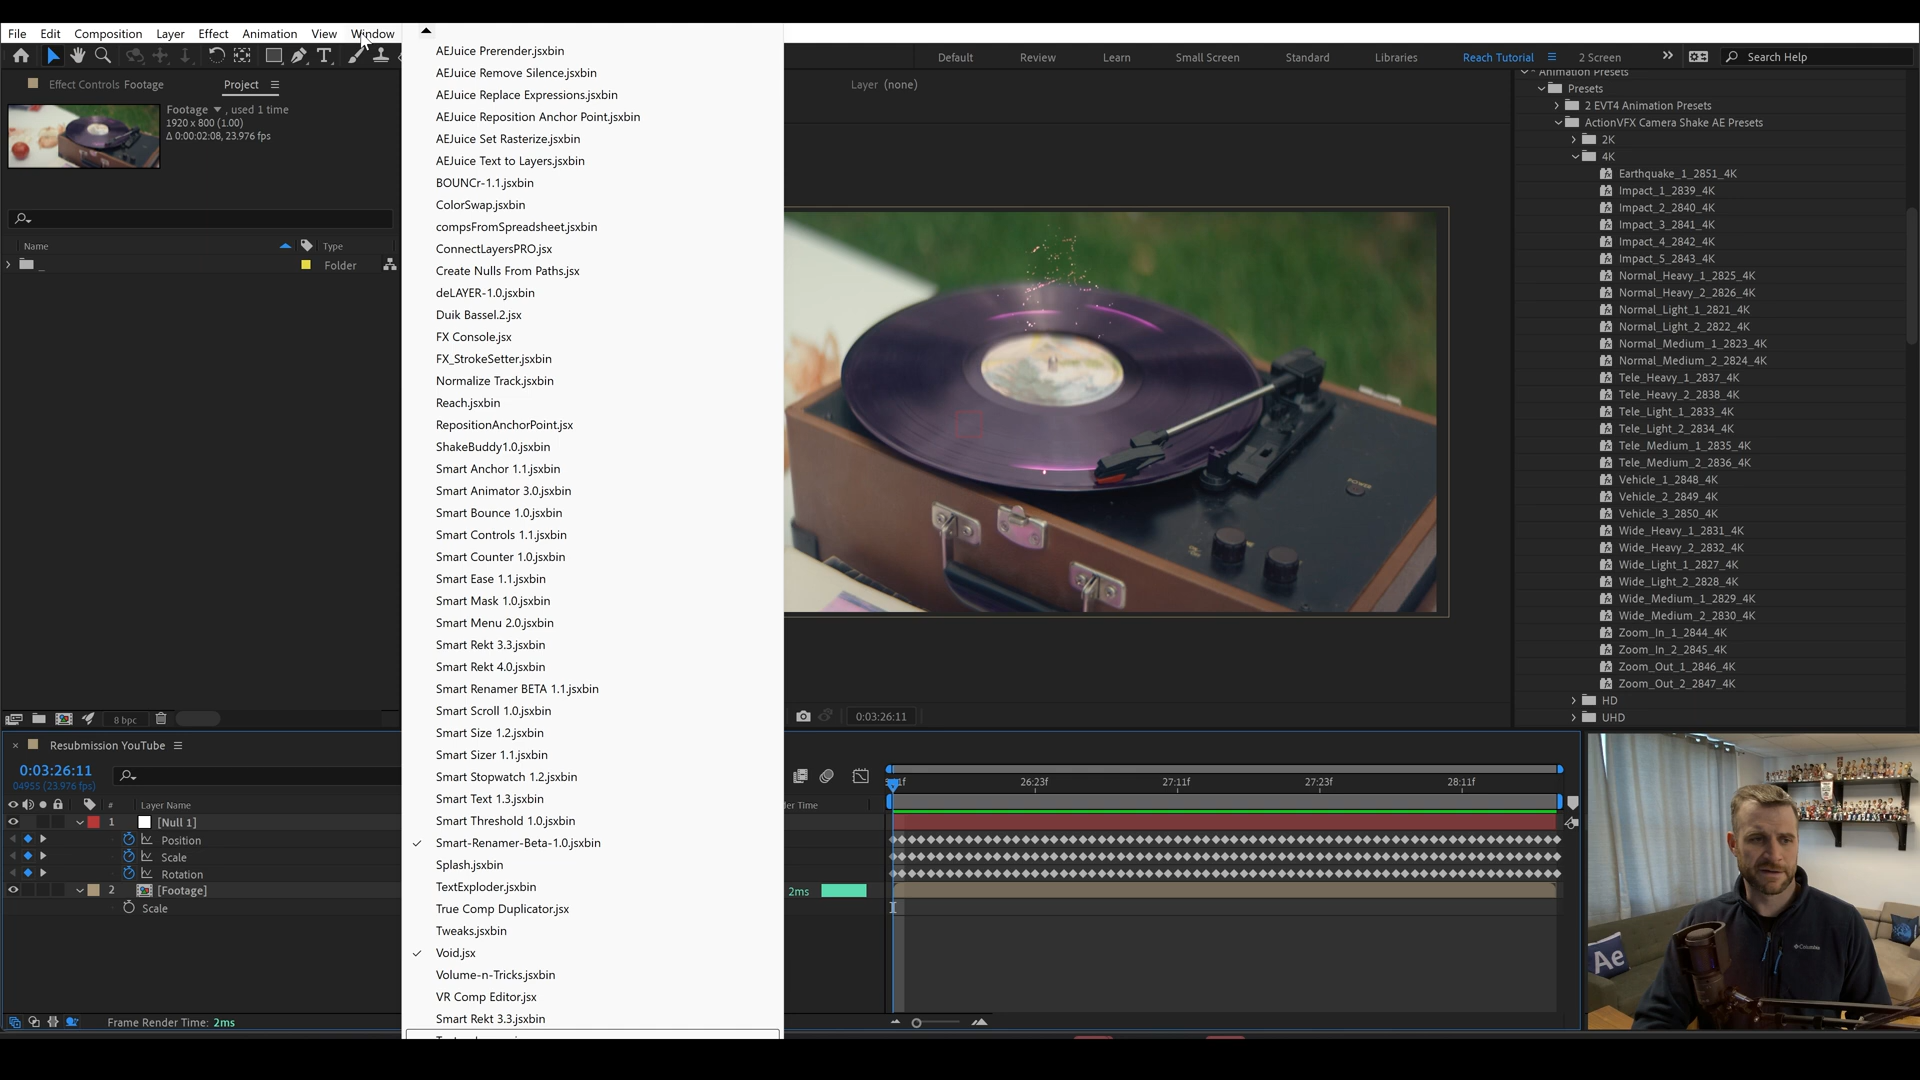 File Edit Composition Layer Effect Animation View Window
Default Review Learn Small Screen Standard Libraries Reach Tutorial 2 Screen Search Help
Effect Controls Footage Project
Footage , used 1 time
1920 x 800 (1.00)
Δ 0:00:02:08, 23.976 fps
Name Type
_ Folder
8 bpc
AEJuice Prerender.jsxbin
AEJuice Remove Silence.jsxbin
AEJuice Replace Expressions.jsxbin
AEJuice Reposition Anchor Point.jsxbin
AEJuice Set Rasterize.jsxbin
AEJuice Text to Layers.jsxbin
BOUNCr-1.1.jsxbin
ColorSwap.jsxbin
compsFromSpreadsheet.jsxbin
ConnectLayersPRO.jsx
Create Nulls From Paths.jsx
deLAYER-1.0.jsxbin
Duik Bassel.2.jsx
FX Console.jsx
FX_StrokeSetter.jsxbin
Normalize Track.jsxbin
Reach.jsxbin
RepositionAnchorPoint.jsx
ShakeBuddy1.0.jsxbin
Smart Anchor 1.1.jsxbin
Smart Animator 3.0.jsxbin
Smart Bounce 1.0.jsxbin
Smart Controls 1.1.jsxbin
Smart Counter 1.0.jsxbin
Smart Ease 1.1.jsxbin
Smart Mask 1.0.jsxbin
Smart Menu 2.0.jsxbin
Smart Rekt 3.3.jsxbin
Smart Rekt 4.0.jsxbin
Smart Renamer BETA 1.1.jsxbin
Smart Scroll 1.0.jsxbin
Smart Size 1.2.jsxbin
Smart Sizer 1.1.jsxbin
Smart Stopwatch 1.2.jsxbin
Smart Text 1.3.jsxbin
Smart Threshold 1.0.jsxbin
Smart-Renamer-Beta-1.0.jsxbin
Splash.jsxbin
TextExploder.jsxbin
True Comp Duplicator.jsx
Tweaks.jsxbin
Void.jsx
Volume-n-Tricks.jsxbin
VR Comp Editor.jsx
Smart Rekt 3.3.jsxbin
Layer (none)
POWER
0:03:26:11
Animation Presets
Presets
2 EVT4 Animation Presets
ActionVFX Camera Shake AE Presets
2K
4K
Earthquake_1_2851_4K
Impact_1_2839_4K
Impact_2_2840_4K
Impact_3_2841_4K
Impact_4_2842_4K
Impact_5_2843_4K
Normal_Heavy_1_2825_4K
Normal_Heavy_2_2826_4K
Normal_Light_1_2821_4K
Normal_Light_2_2822_4K
Normal_Medium_1_2823_4K
Normal_Medium_2_2824_4K
Tele_Heavy_1_2837_4K
Tele_Heavy_2_2838_4K
Tele_Light_1_2833_4K
Tele_Light_2_2834_4K
Tele_Medium_1_2835_4K
Tele_Medium_2_2836_4K
Vehicle_1_2848_4K
Vehicle_2_2849_4K
Vehicle_3_2850_4K
Wide_Heavy_1_2831_4K
Wide_Heavy_2_2832_4K
Wide_Light_1_2827_4K
Wide_Light_2_2828_4K
Wide_Medium_1_2829_4K
Wide_Medium_2_2830_4K
Zoom_In_1_2844_4K
Zoom_In_2_2845_4K
Zoom_Out_1_2846_4K
Zoom_Out_2_2847_4K
HD
UHD
Resubmission YouTube
0:03:26:11
04955 (23.976 fps)
# Layer Name
1 [Null 1]
Position
Scale
Rotation
2 [Footage]
Scale
Frame Render Time: 2ms
der Time
2ms
26:23f 27:11f 27:23f 28:11f
Ae
Columbia